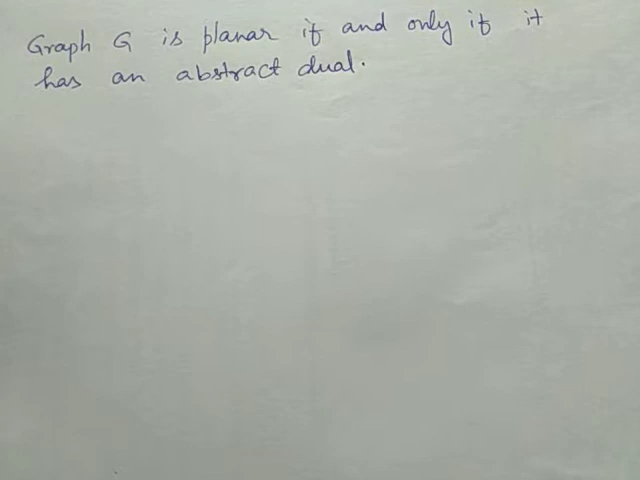 Graph G is planar if and only if it
has an abstract dual.